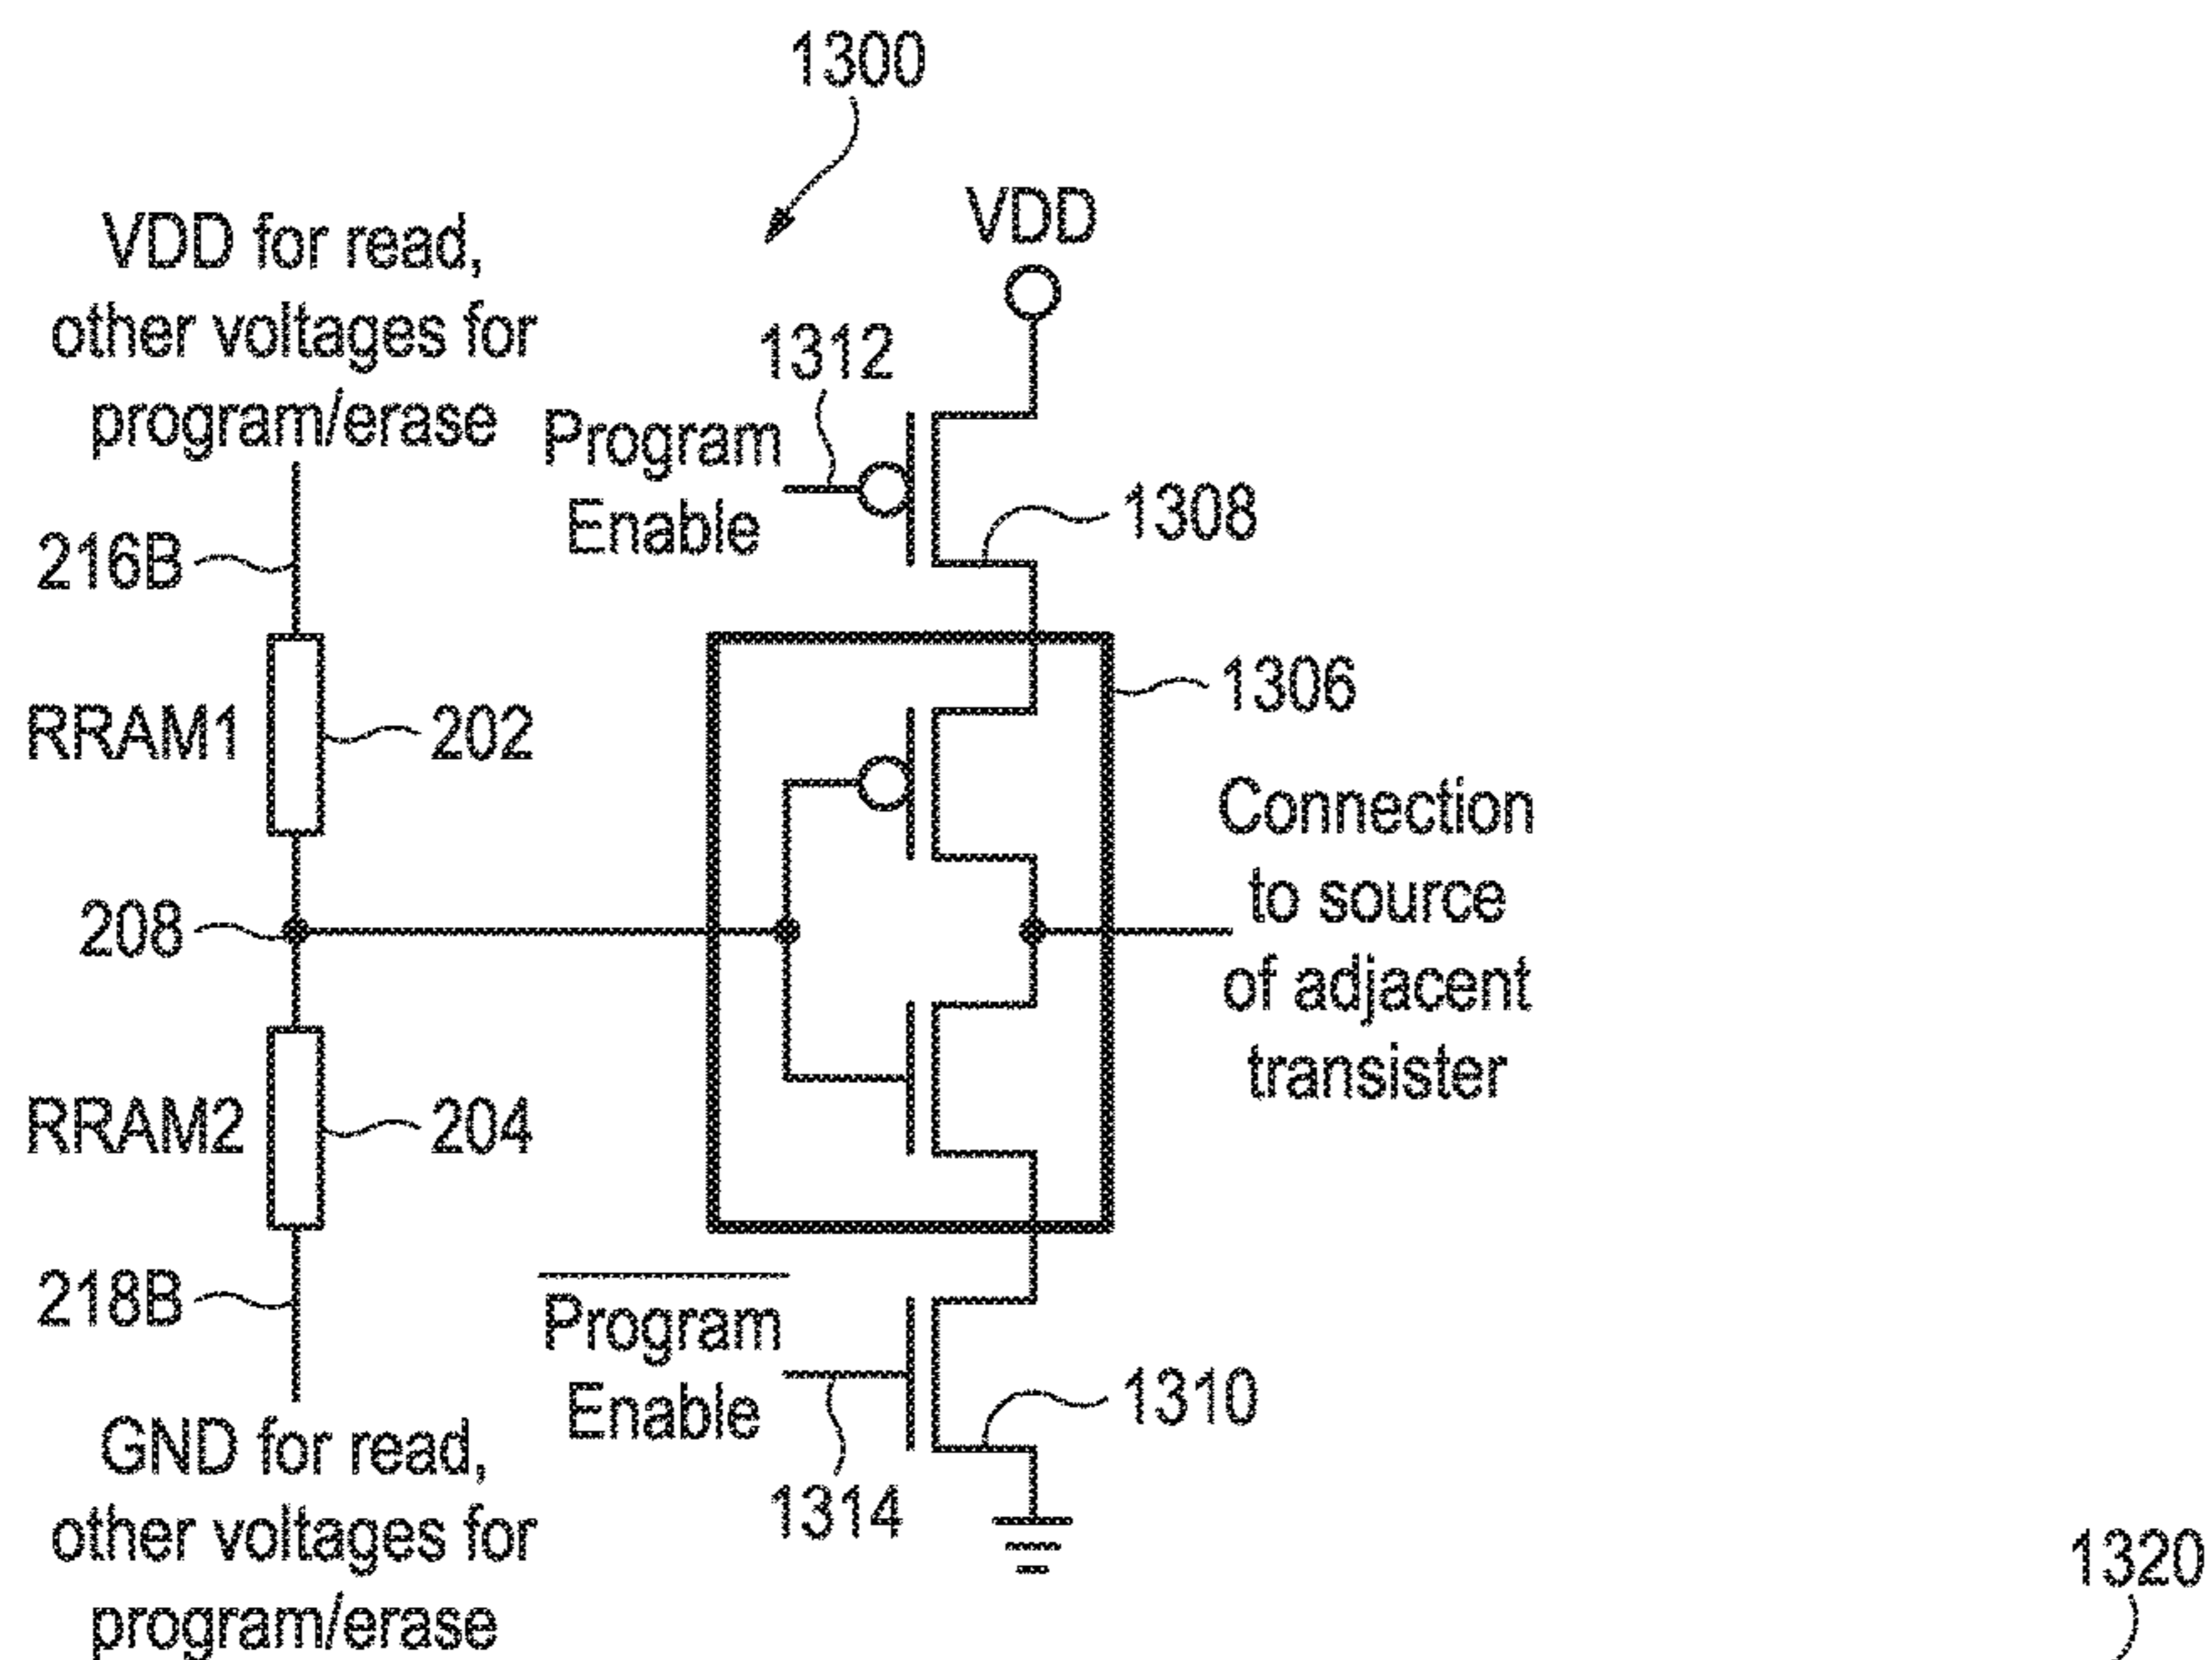 1300
VDD for read,
other voltages for
program/erase
VDD
1312
Program
Enable
1308
216B
1306
RRAM1
202
Connection
to source
of adjacent
transister
208
RRAM2
204
218B
Program
Enable
1310
1314
GND for read,
other voltages for
program/erase
1320